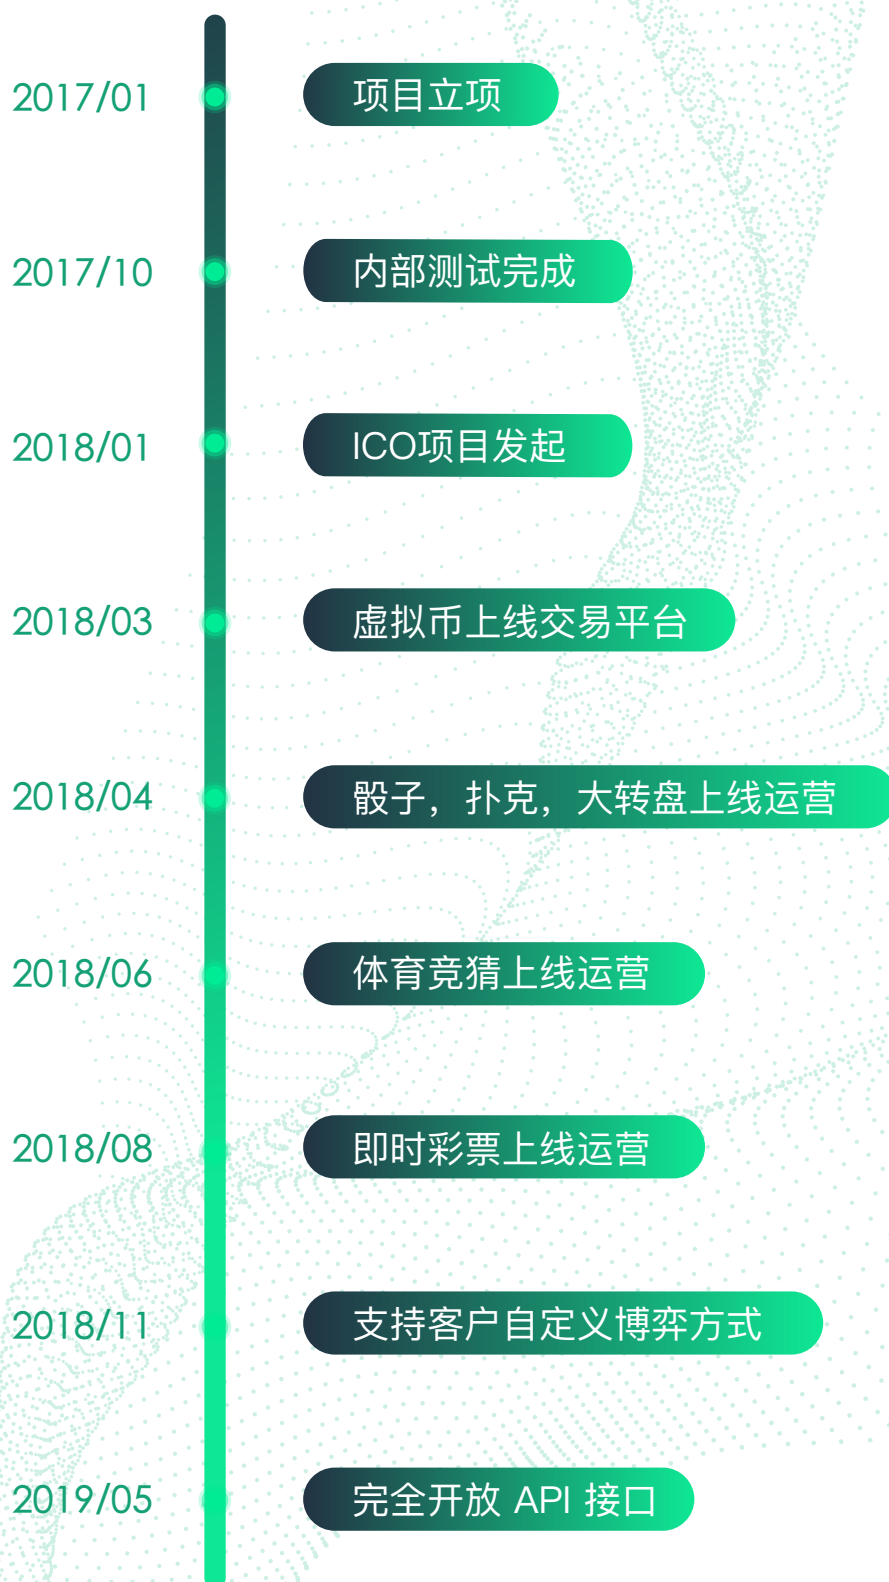 2017/01 项目立项
2017/10 内部测试完成
2018/01 ICO项目发起
2018/03 虚拟币上线交易平台
2018/04 骰子，扑克，大转盘上线运营
2018/06 体育竞猜上线运营
2018/08 即时彩票上线运营
2018/11 支持客户自定义博弈方式
2019/05 完全开放 API 接口